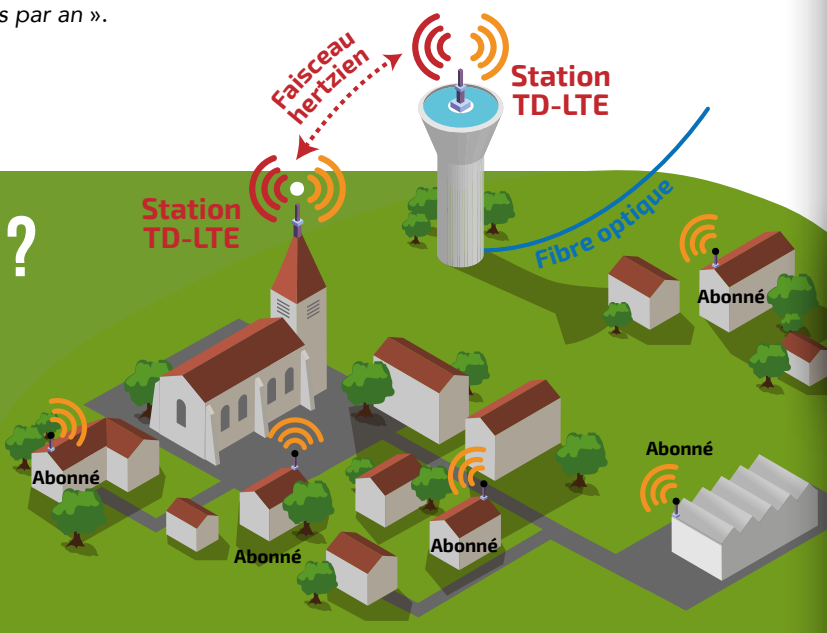 s par an ».
Faisceau
hertzien
Station
TD-LTE
Station
TD-LTE
?
Fibre optique
Abonné
Abonné
Abonné
Abonné
Abonné